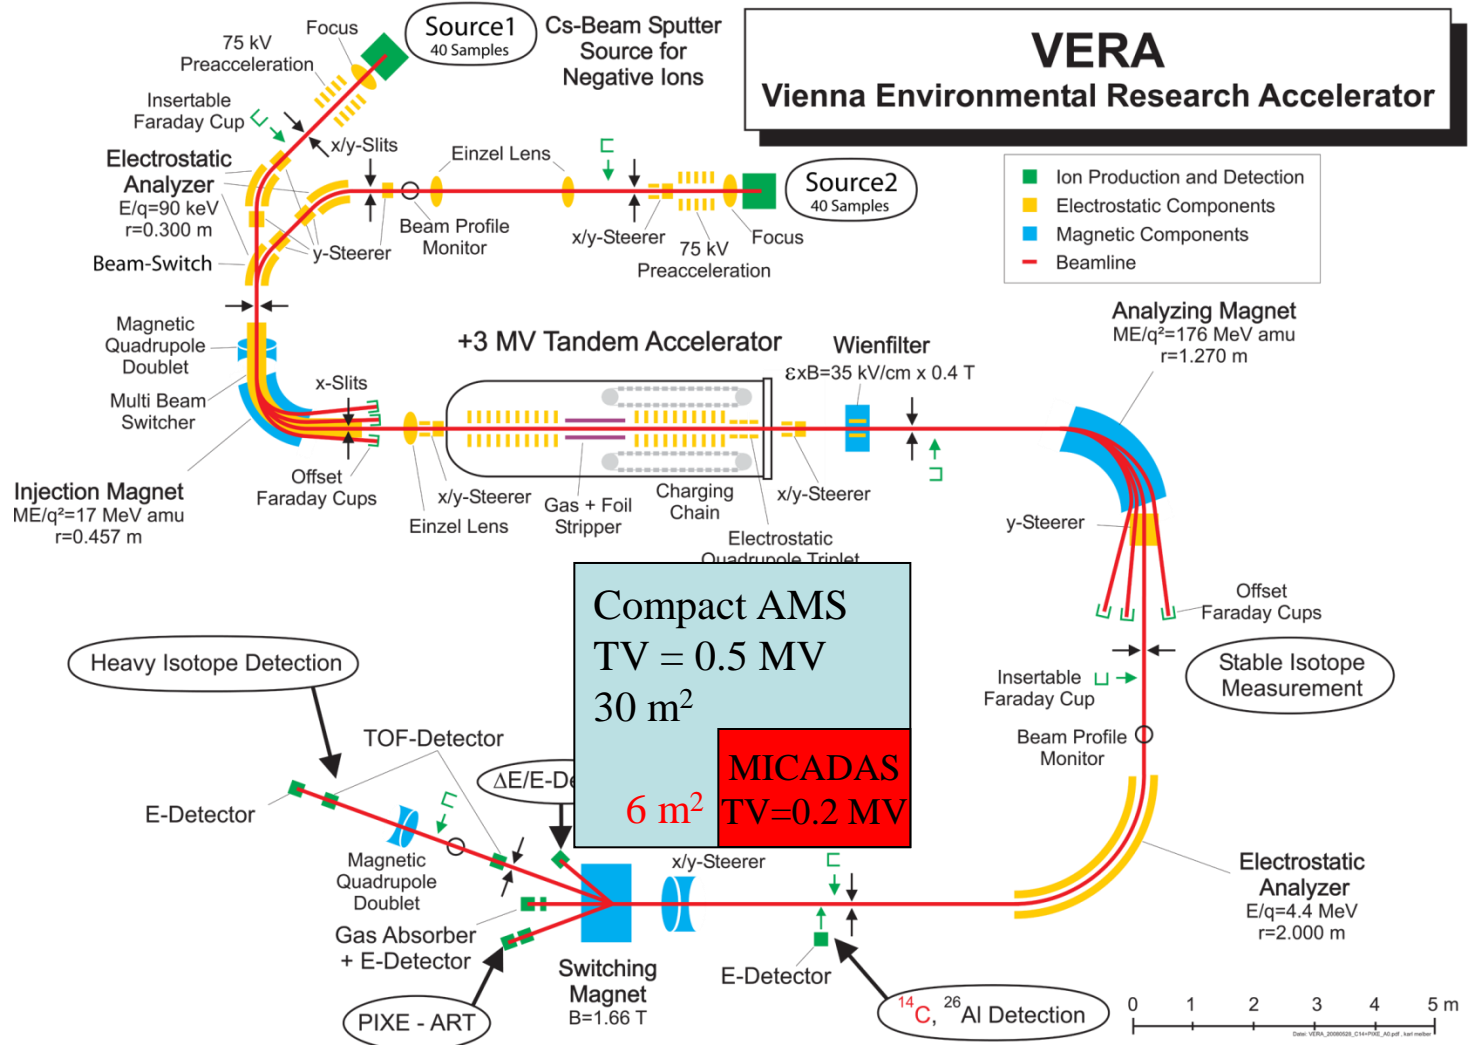 Source1
40 Samples
Cs-Beam Sputter
Source for
Negative Ions
VERA
Vienna Environmental Research Accelerator
Focus
75 kV
Preacceleration
Insertable
Faraday Cup
x/y-Slits
Electrostatic
Analyzer
E/q=90 keV
r=0.300 m
Beam-Switch
y-Steerer
Einzel Lens
Beam Profile
Monitor
x/y-Steerer
75 kV
Preacceleration
Focus
Source2
40 Samples
Ion Production and Detection
Electrostatic Components
Magnetic Components
Beamline
Magnetic
Quadrupole
Doublet
Multi Beam
Switcher
x-Slits
Injection Magnet
ME/q²=17 MeV amu
r=0.457 m
Offset
Faraday Cups
+3 MV Tandem Accelerator
x/y-Steerer
Einzel Lens
Gas + Foil
Stripper
Charging
Chain
Electrostatic
Quadrupole Triplet
x/y-Steerer
Wienfilter
ExB=35 kV/cm x 0.4 T
Analyzing Magnet
ME/q²=176 MeV amu
r=1.270 m
y-Steerer
Offset
Faraday Cups
Stable Isotope
Measurement
Insertable
Faraday Cup
Beam Profile
Monitor
Electrostatic
Analyzer
E/q=4.4 MeV
r=2.000 m
Compact AMS
TV = 0.5 MV
30 m²
6 m²
MICADAS
TV=0.2 MV
Heavy Isotope Detection
TOF-Detector
ΔE/E-De
E-Detector
Magnetic
Quadrupole
Doublet
Gas Absorber
+ E-Detector
PIXE - ART
Switching
Magnet
B=1.66 T
x/y-Steerer
E-Detector
¹⁴C, ²⁶Al Detection
0 1 2 3 4 5 m